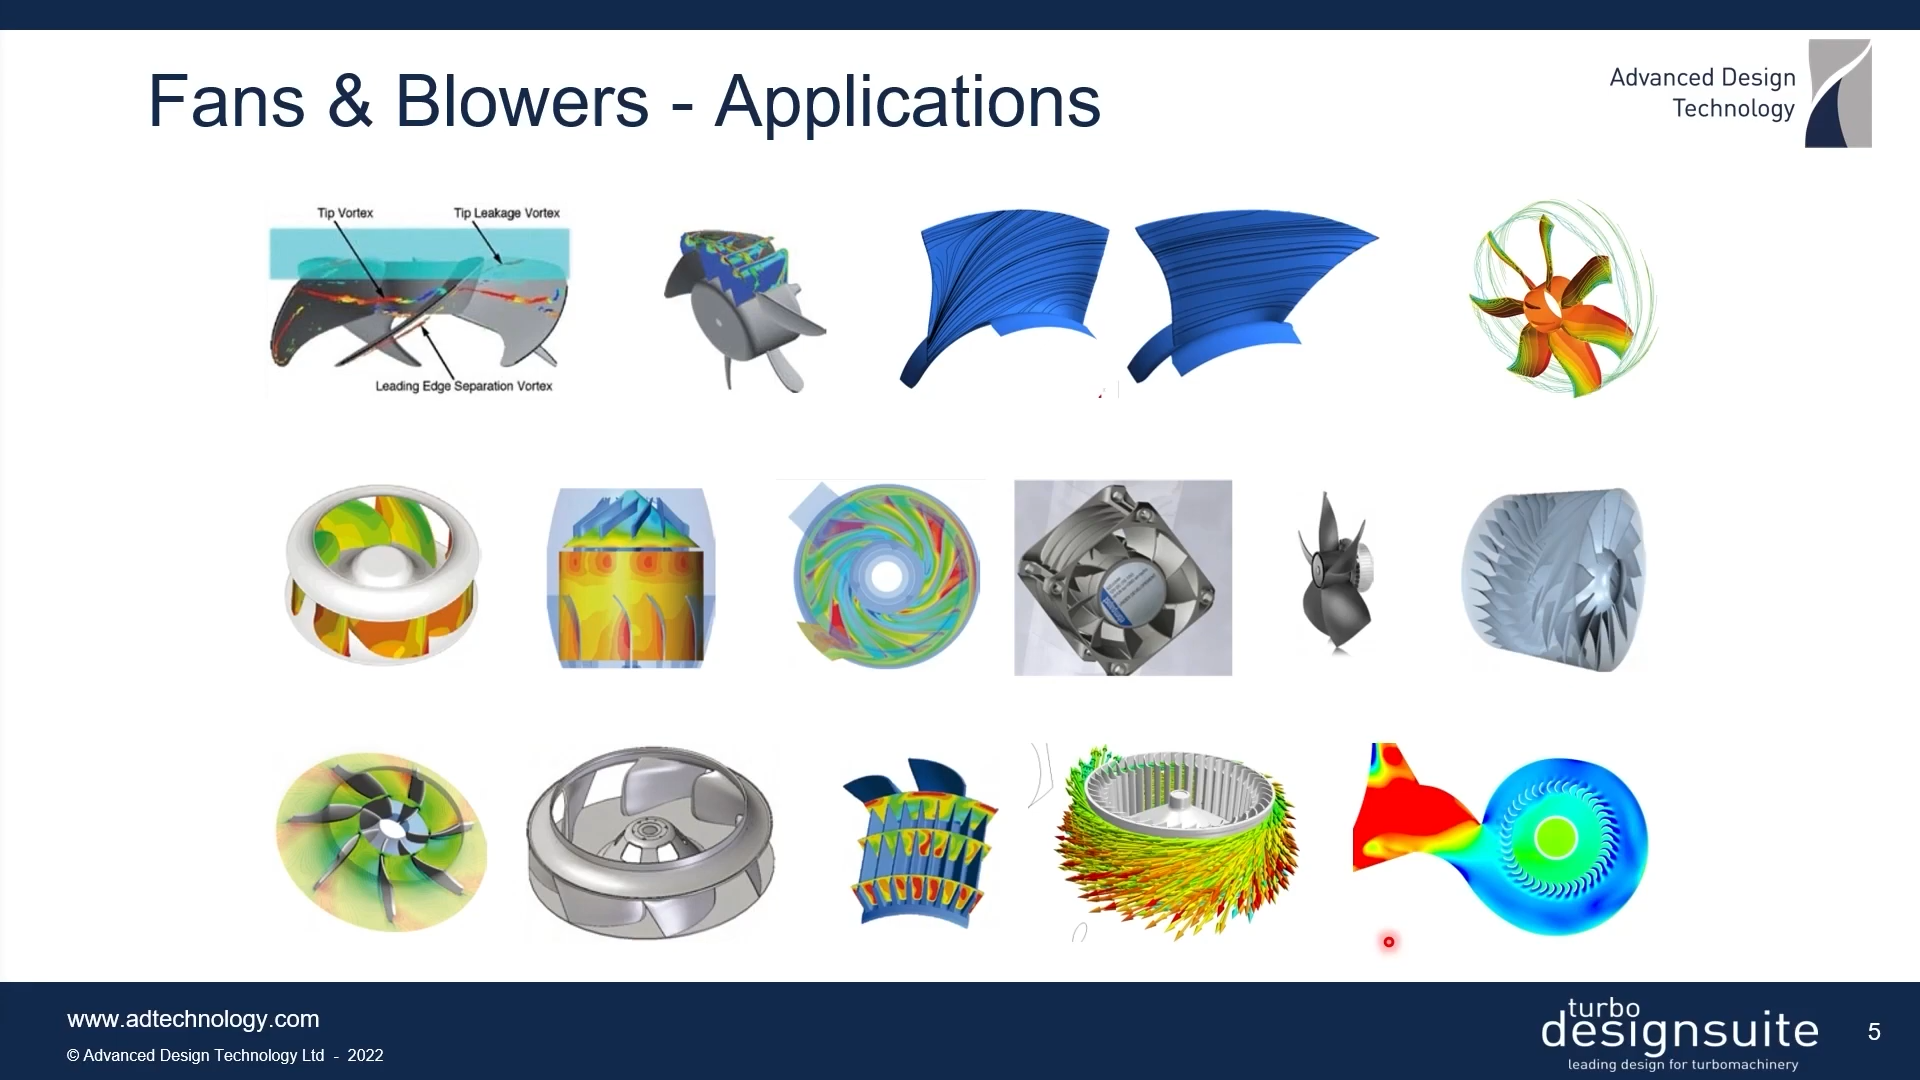 Fans & Blowers - Applications
Advanced Design
Technology
Tip Vortex
Tip Leakage Vortex
Leading Edge Separation Vortex
www.adtechnology.com
© Advanced Design Technology Ltd - 2022
turbo
designsuite
leading design for turbomachinery
5